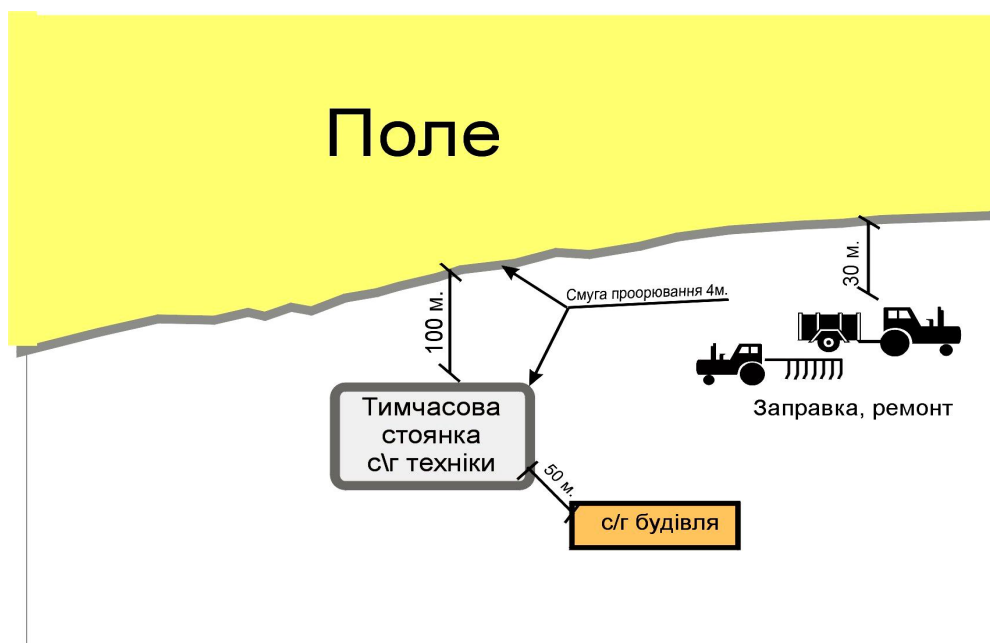 Поле
30 м.
Смуга проорювання 4м.
100 м.
Заправка, ремонт
Тимчасова
стоянка
с\г техніки
50 м.
с/г будівля